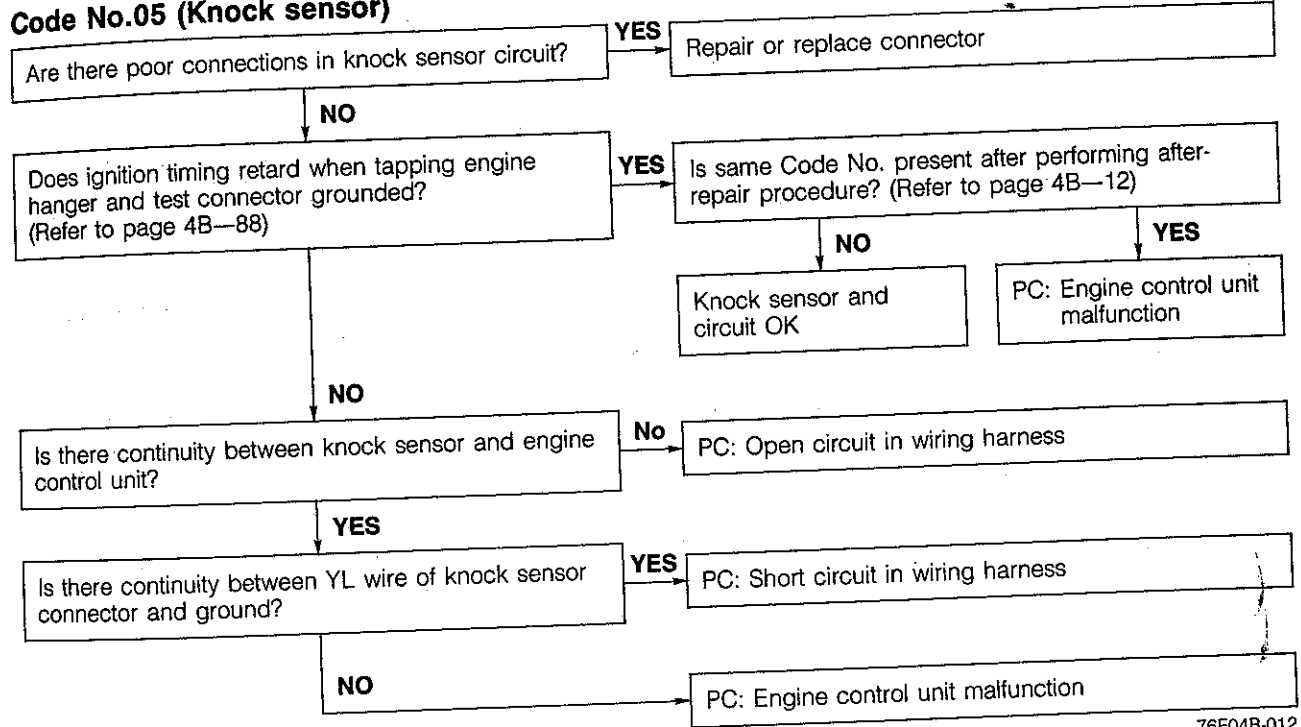 Code No.05 (Knock sensor)
Are there poor connections in knock sensor circuit?
YES
Repair or replace connector
NO
Does ignition timing retard when tapping engine
hanger and test connector grounded?
(Refer to page 4B—88)
YES
Is same Code No. present after performing after-
repair procedure? (Refer to page 4B—12)
NO
YES
Knock sensor and
circuit OK
PC: Engine control unit
malfunction
NO
Is there continuity between knock sensor and engine
control unit?
No
PC: Open circuit in wiring harness
YES
Is there continuity between YL wire of knock sensor
connector and ground?
YES
PC: Short circuit in wiring harness
NO
PC: Engine control unit malfunction
76F04B-012